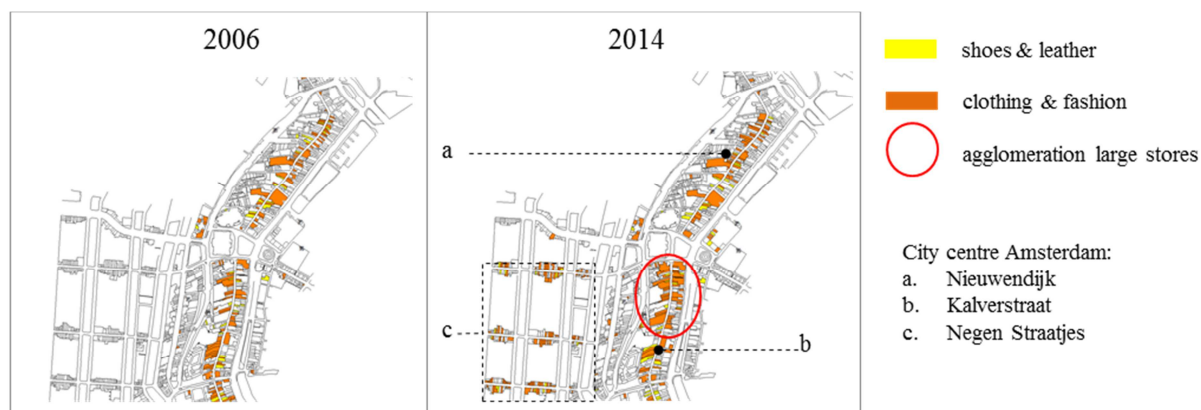 2006
2014
shoes & leather
clothing & fashion
agglomeration large stores
a
c
b
City centre Amsterdam:
a. Nieuwendijk
b. Kalverstraat
c. Negen Straatjes